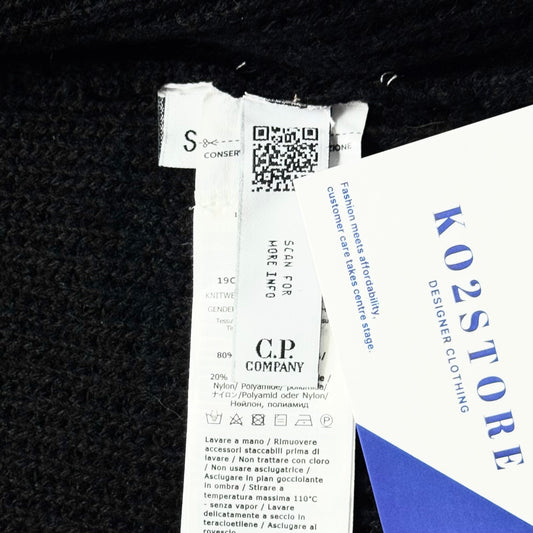 S
CONSER
ZIONE
SCAN FOR
MORE INFO
19C
KNITWE
GENDE
80%
C.P.
COMPANY
20%
Nylon/ Polyamide/
ナイロン/Polyamid oder Nylon/
Нейлон, полиамид
Lavare a mano / Rimuovere
accessori staccabili prima di
lavare / Non trattare con cloro
/ Non usare asciugatrice /
Asciugare in plan gocciolante
in ombra / Stirare a
temperatura massima 110°C
- senza vapor / Lavare
delicatamente a seccio in
teracloetilene / Asciugare al
rovescio
Fashion meets affordability,
customer care takes centre stage.
KO2STORE
DESIGNER CLOTHING